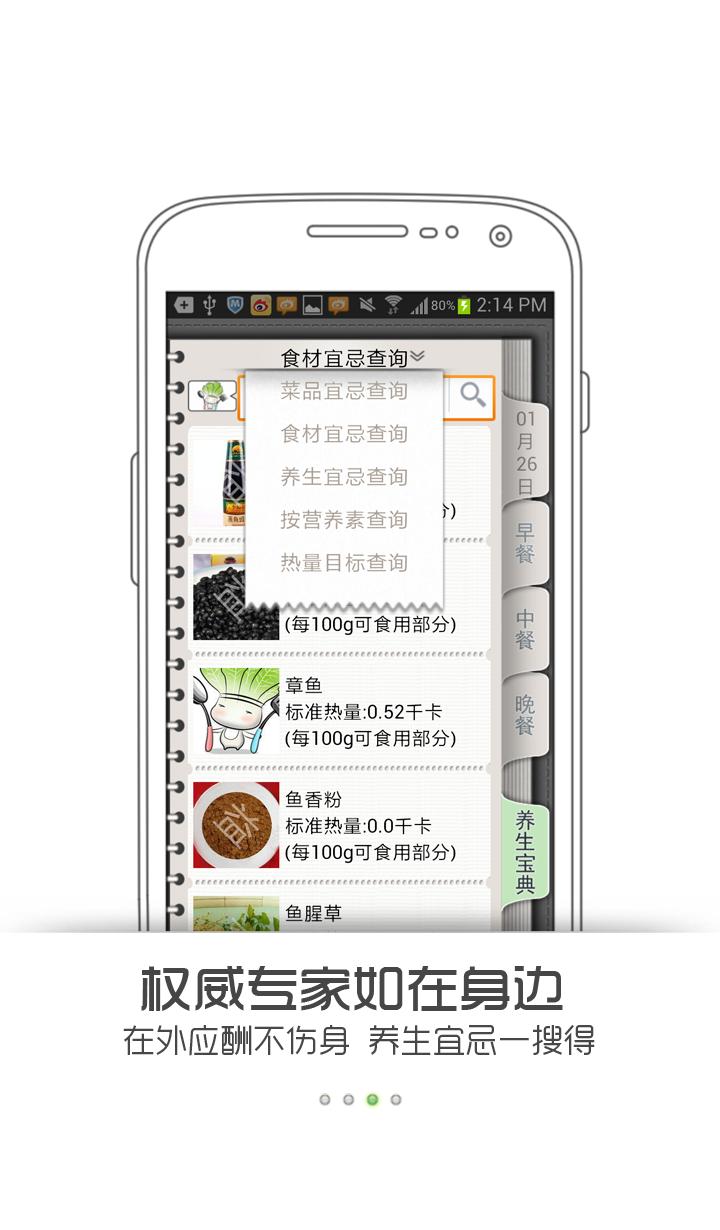 80% 2:14 PM
食材宜忌查询
菜品宜忌查询
食材宜忌查询
养生宜忌查询
按营养素查询
热量目标查询
分)
(每100g可食用部分)
章鱼
标准热量:0.52千卡
(每100g可食用部分)
鱼香粉
标准热量:0.0千卡
(每100g可食用部分)
鱼腥草
01
月
26
日
早餐
中餐
晚餐
养生宝典
权威专家如在身边
在外应酬不伤身 养生宜忌一搜得